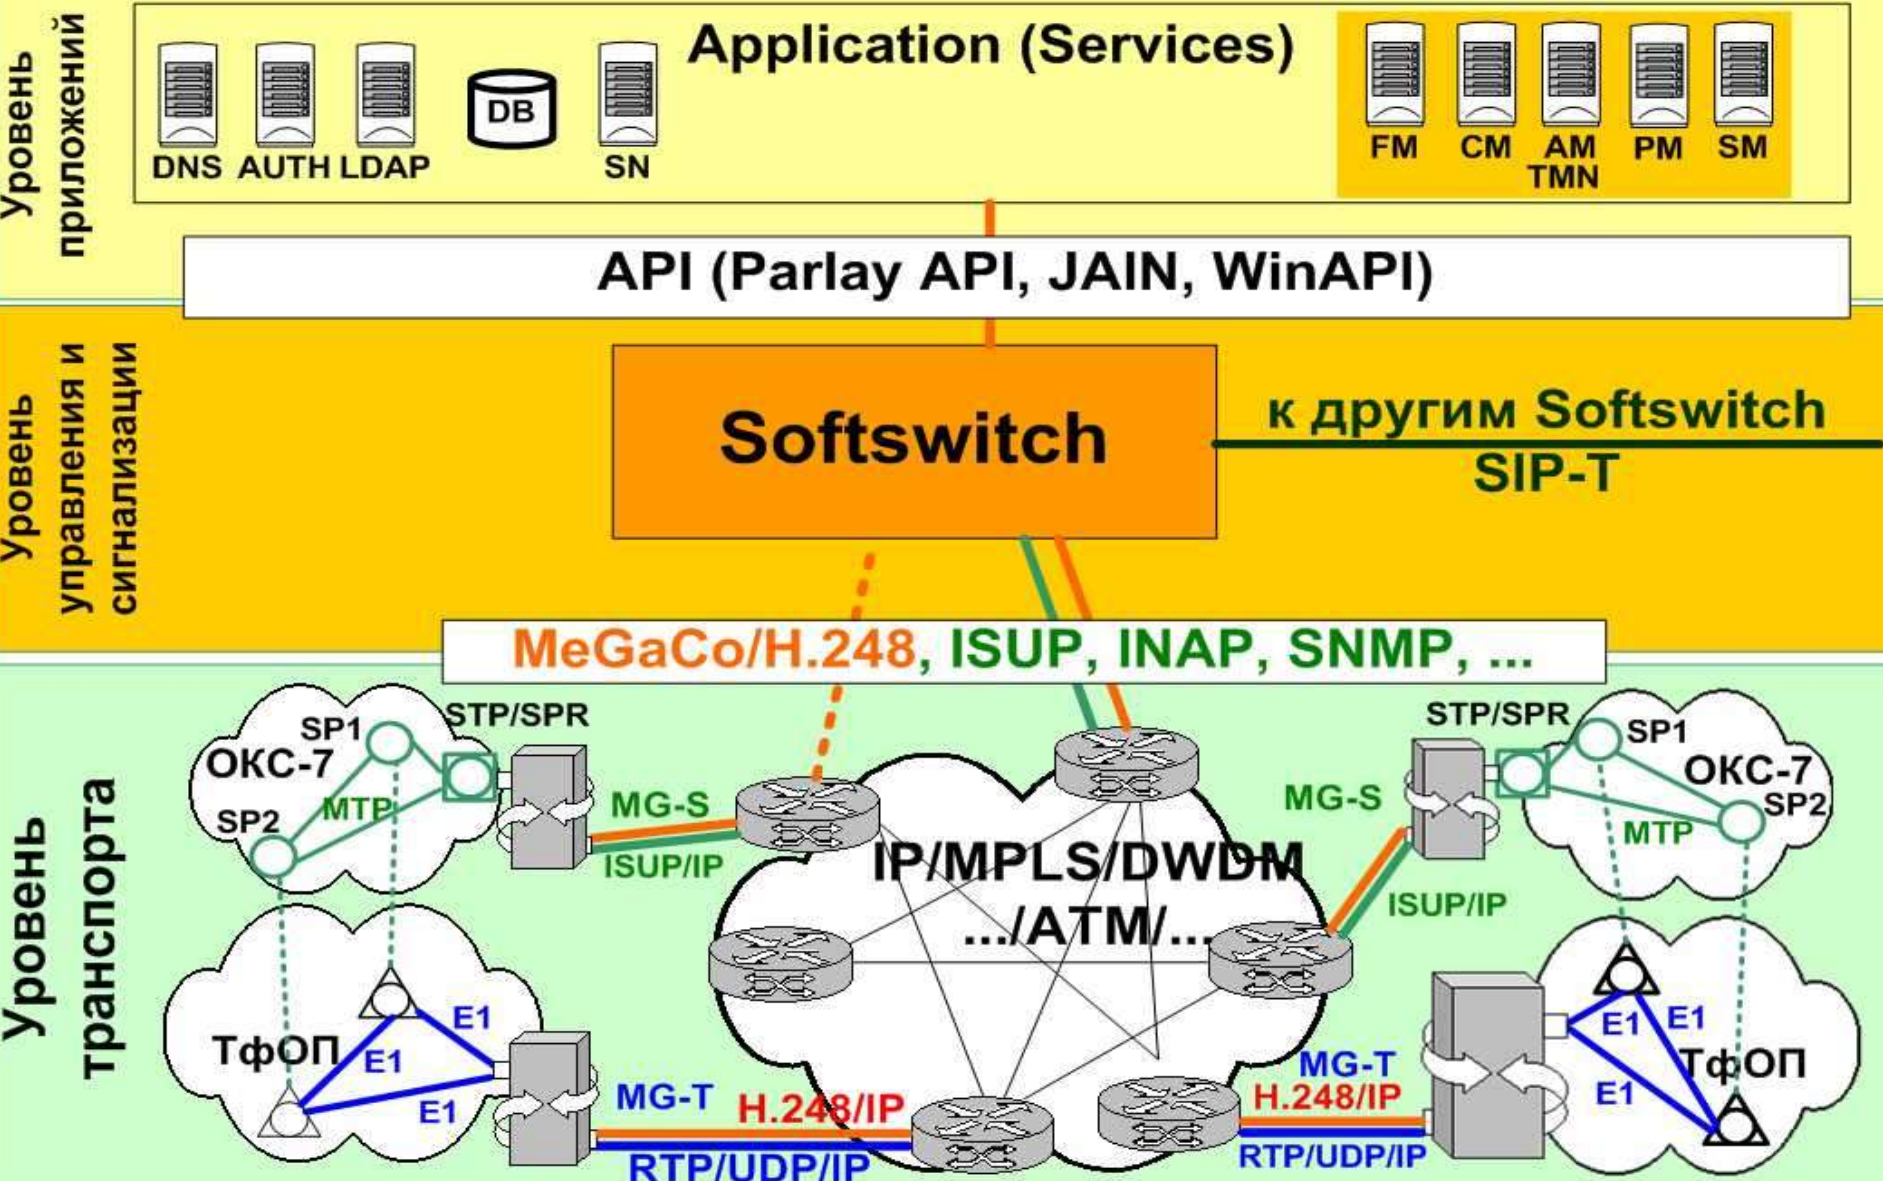 Уровень
приложений
Application (Services)
DNS
AUTH
LDAP
DB
SN
FM
CM
AM
PM
SM
TMN
API (Parlay API, JAIN, WinAPI)
Уровень
управления и
сигнализации
Softswitch
к другим Softswitch
SIP-T
MeGaCo/H.248, ISUP, INAP, SNMP, ...
Уровень
транспорта
SP1
STP/SPR
ОКС-7
MTP
SP2
MG-S
ISUP/IP
IP/MPLS/DWDM
.../ATM/...
STP/SPR
SP1
ОКС-7
SP2
MG-S
MTP
ISUP/IP
ТфОП
E1
E1
E1
MG-T
H.248/IP
RTP/UDP/IP
MG-T
H.248/IP
RTP/UDP/IP
E1
E1
ТфОП
E1